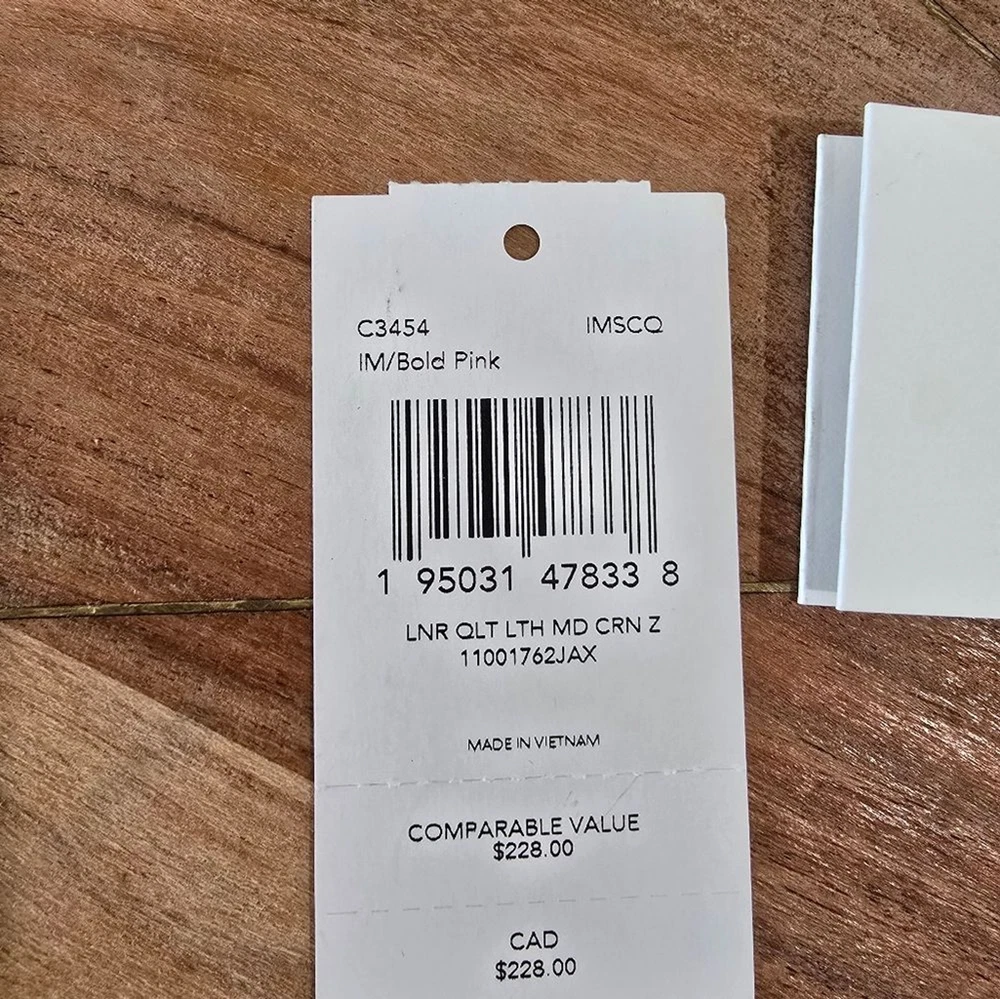 C3454 IMSCQ
IM/Bold Pink
1 95031 47833 8
LNR QLT LTH MD CRN Z
11001762JAX
MADE IN VIETNAM
COMPARABLE VALUE
$228.00
CAD
$228.00